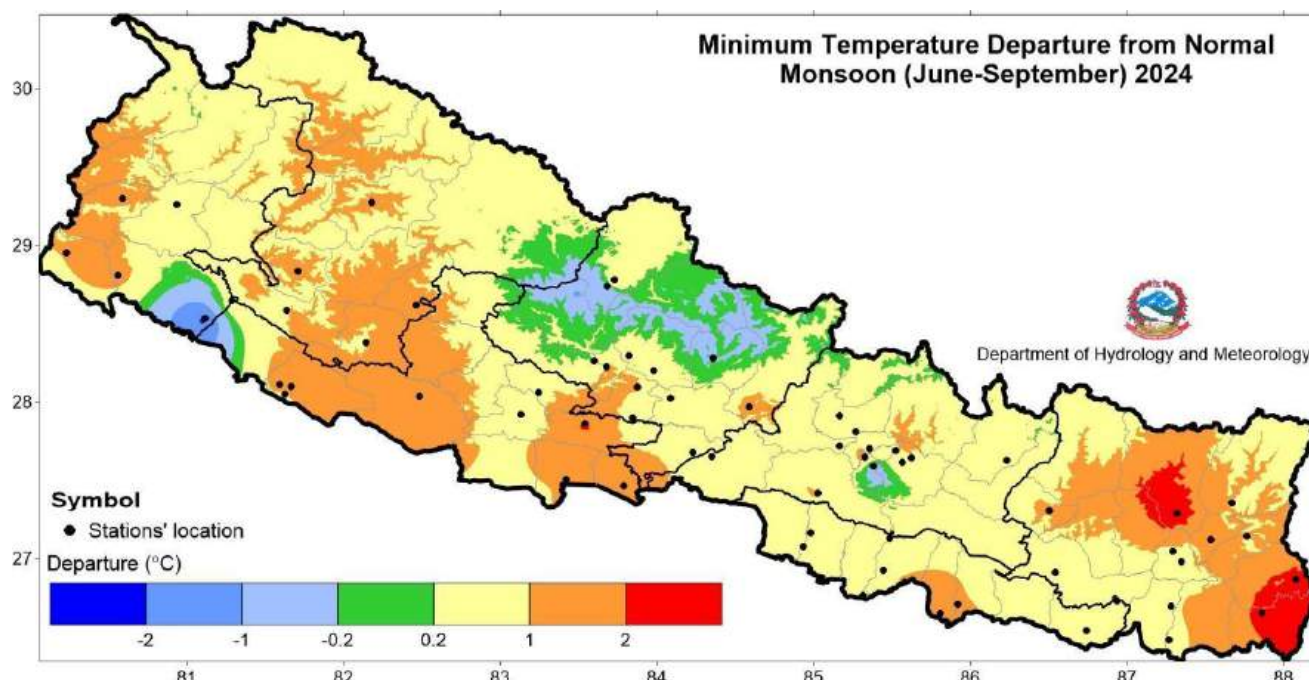 Minimum Temperature Departure from Normal
Monsoon (June-September) 2024
30
29
28
27
Department of Hydrology and Meteorology
Symbol
Stations' location
Departure (°C)
-2 -1 -0.2 0.2 1 2
81 82 83 84 85 86 87 88